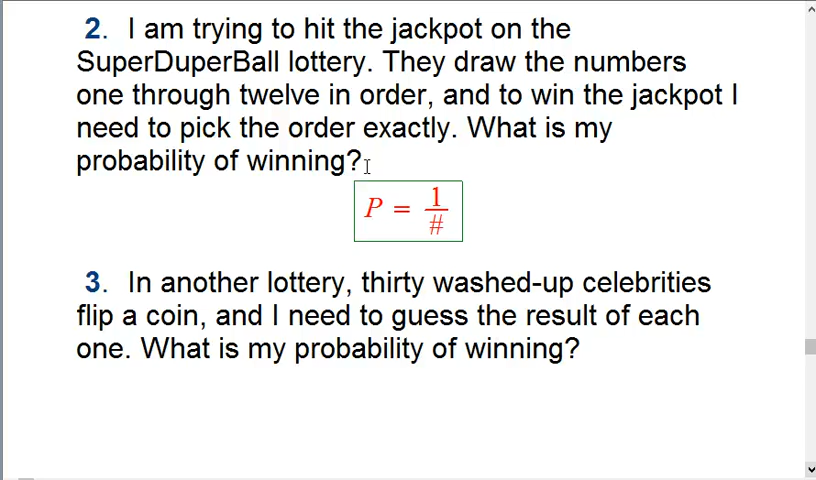 2. I am trying to hit the jackpot on the
SuperDuperBall lottery. They draw the numbers
one through twelve in order, and to win the jackpot I
need to pick the order exactly. What is my
probability of winning?
P = 1/#
3. In another lottery, thirty washed-up celebrities
flip a coin, and I need to guess the result of each
one. What is my probability of winning?